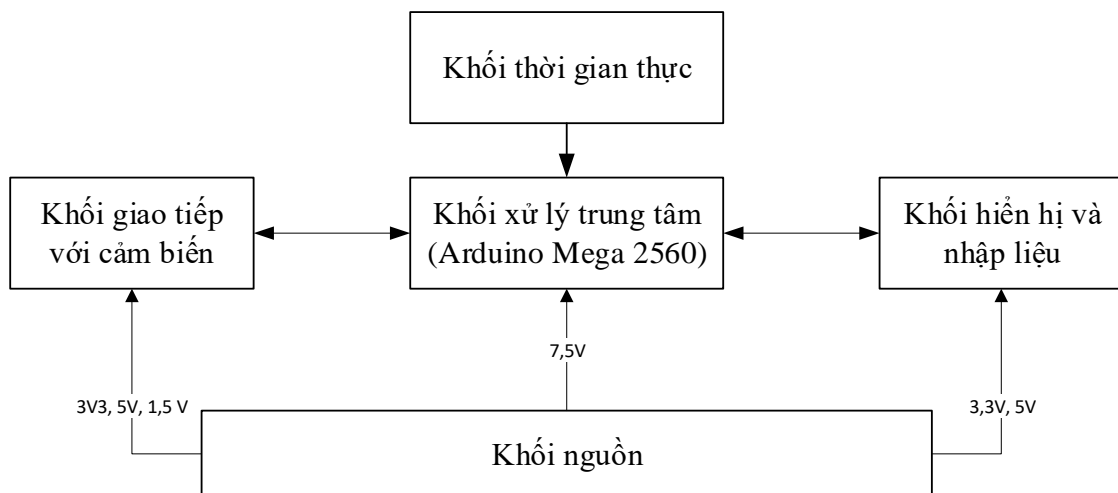 Khối thời gian thực
Khối giao tiếp
với cảm biến
Khối xử lý trung tâm
(Arduino Mega 2560)
Khối hiển hị và
nhập liệu
7,5V
3V3, 5V, 1,5 V
3,3V, 5V
Khối nguồn